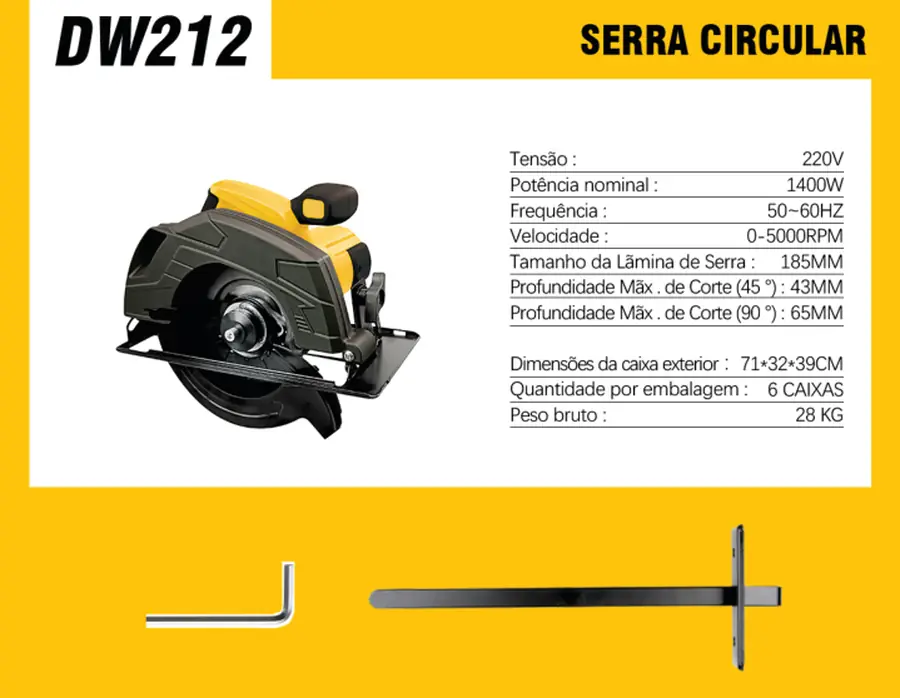 DW212
SERRA CIRCULAR
Tensão : 220V
Potência nominal : 1400W
Frequência : 50~60HZ
Velocidade : 0-5000RPM
Tamanho da Lãmina de Serra : 185MM
Profundidade Mãx . de Corte (45 °) : 43MM
Profundidade Mãx . de Corte (90 °) : 65MM
Dimensões da caixa exterior : 71*32*39CM
Quantidade por embalagem : 6 CAIXAS
Peso bruto : 28 KG